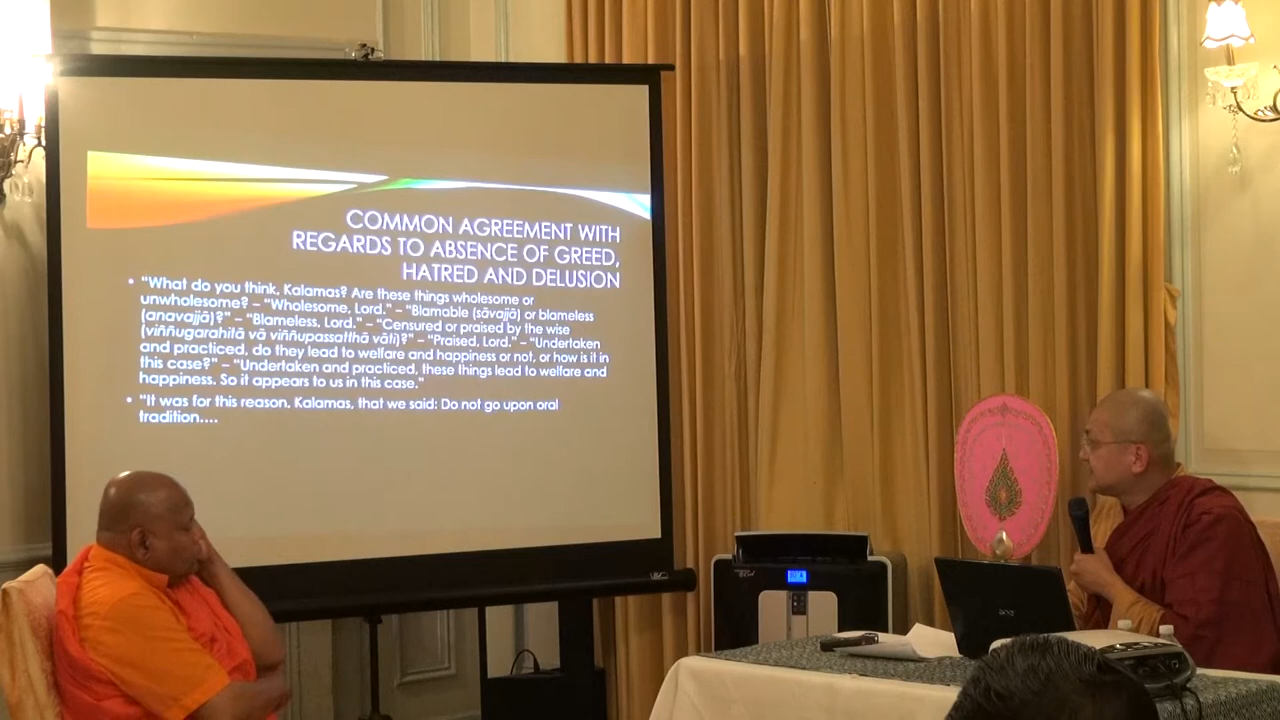 COMMON AGREEMENT WITH
REGARDS TO ABSENCE OF GREED,
HATRED AND DELUSION
• “What do you think, Kalamas? Are these things wholesome or
unwholesome? – “Wholesome, Lord.” – “Blamable (sāvajjā) or blameless
(anavajjā)?” – “Blameless, Lord.” – “Censured or praised by the wise
(viññugarahitā vā viññupassatthā vāti)?” – “Praised, Lord.” – “Undertaken
and practiced, do they lead to welfare and happiness or not, or how is it in
this case?” – “Undertaken and practiced, these things lead to welfare and
happiness. So it appears to us in this case.”
• “It was for this reason, Kalamas, that we said: Do not go upon oral
tradition....
acer